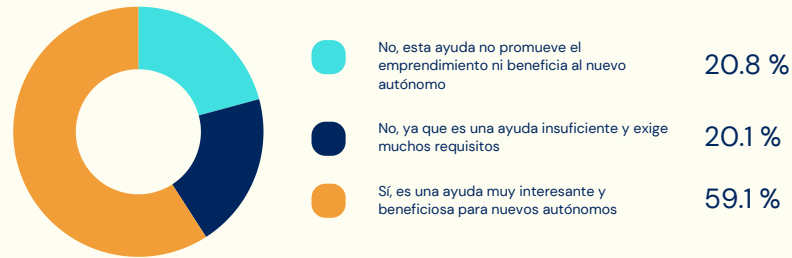 No, esta ayuda no promueve el
emprendimiento ni beneficia al nuevo
autónomo
20.8 %
No, ya que es una ayuda insuficiente y exige
muchos requisitos
20.1 %
Sí, es una ayuda muy interesante y
beneficiosa para nuevos autónomos
59.1 %